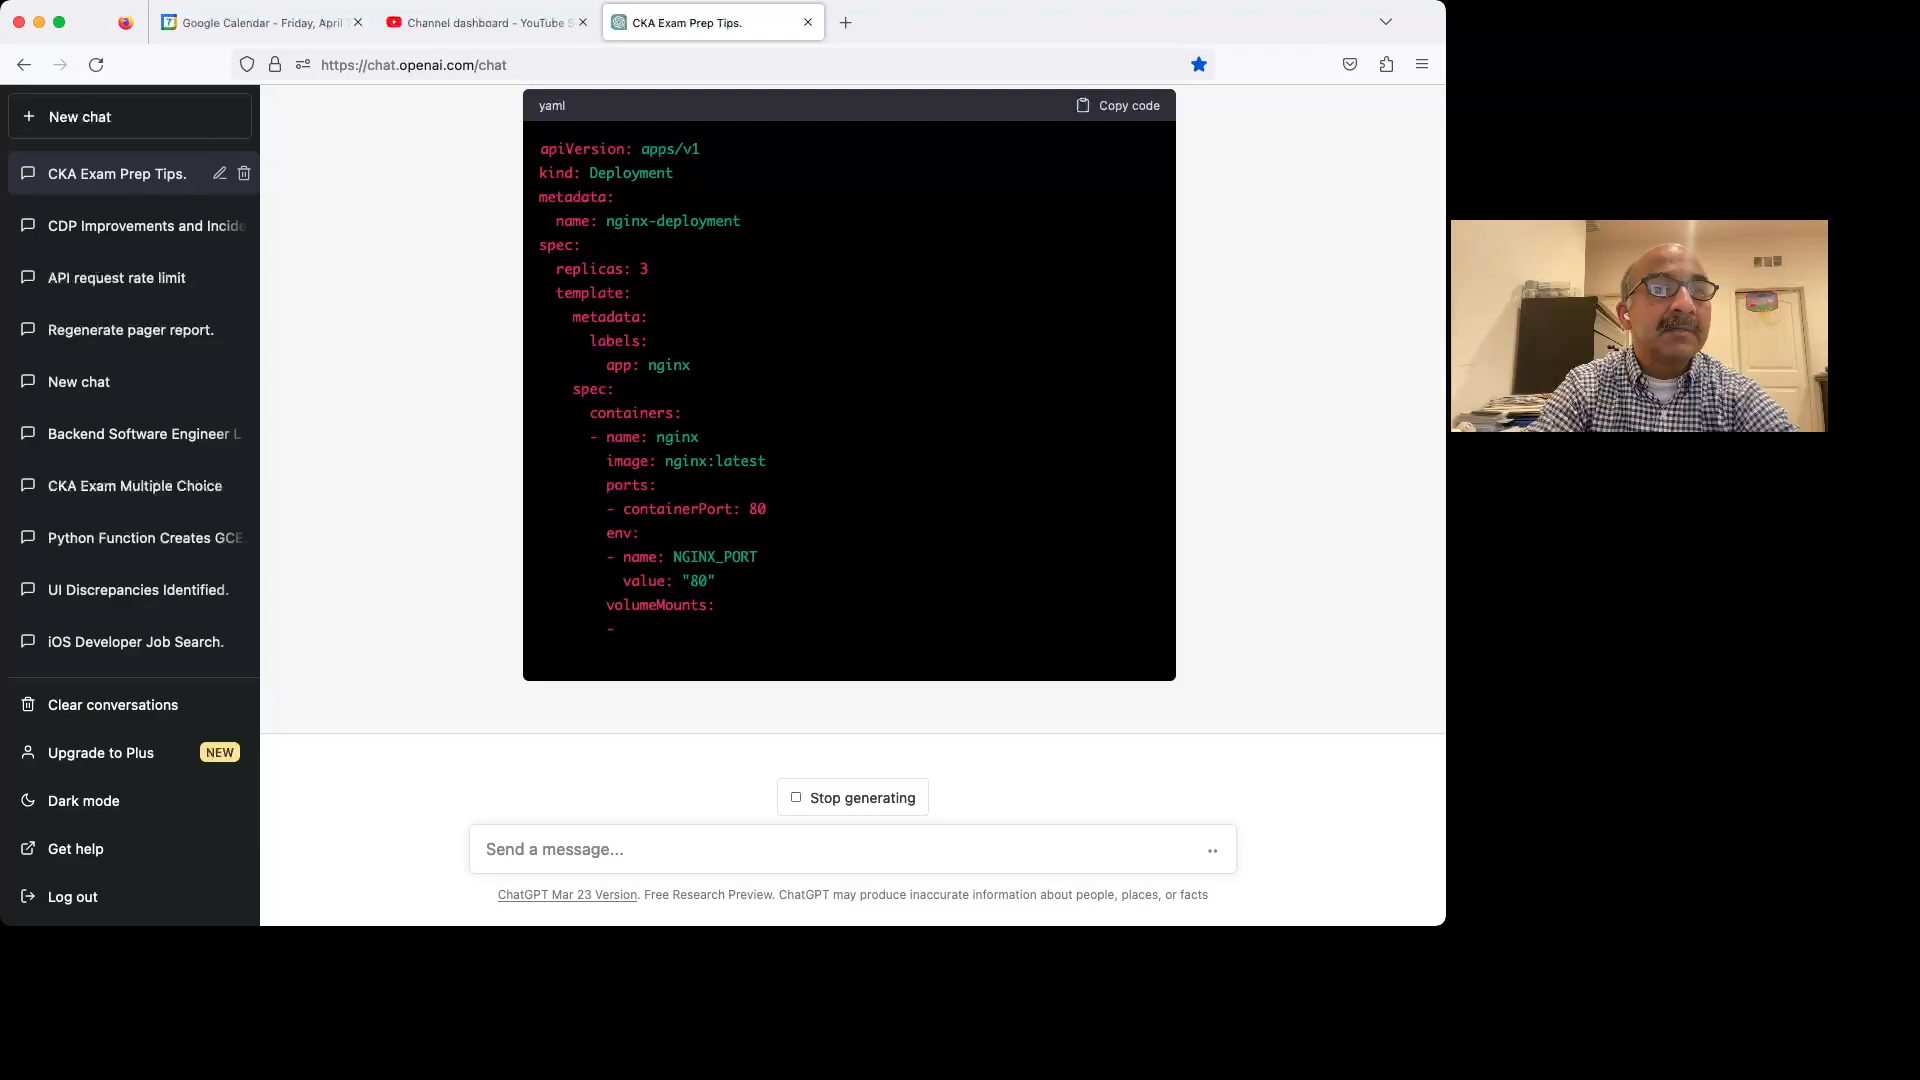 Google Calendar - Friday, April
Channel dashboard - YouTube S
CKA Exam Prep Tips.
https://chat.openai.com/chat
New chat
CKA Exam Prep Tips.
CDP Improvements and Incide
API request rate limit
Regenerate pager report.
New chat
Backend Software Engineer L
CKA Exam Multiple Choice
Python Function Creates GCE
UI Discrepancies Identified.
iOS Developer Job Search.
Clear conversations
Upgrade to Plus NEW
Dark mode
Get help
Log out
yaml Copy code
apiVersion: apps/v1
kind: Deployment
metadata:
name: nginx-deployment
spec:
replicas: 3
template:
metadata:
labels:
app: nginx
spec:
containers:
- name: nginx
image: nginx:latest
ports:
- containerPort: 80
env:
- name: NGINX_PORT
value: "80"
volumeMounts:
-
Stop generating
Send a message...
ChatGPT Mar 23 Version. Free Research Preview. ChatGPT may produce inaccurate information about people, places, or facts